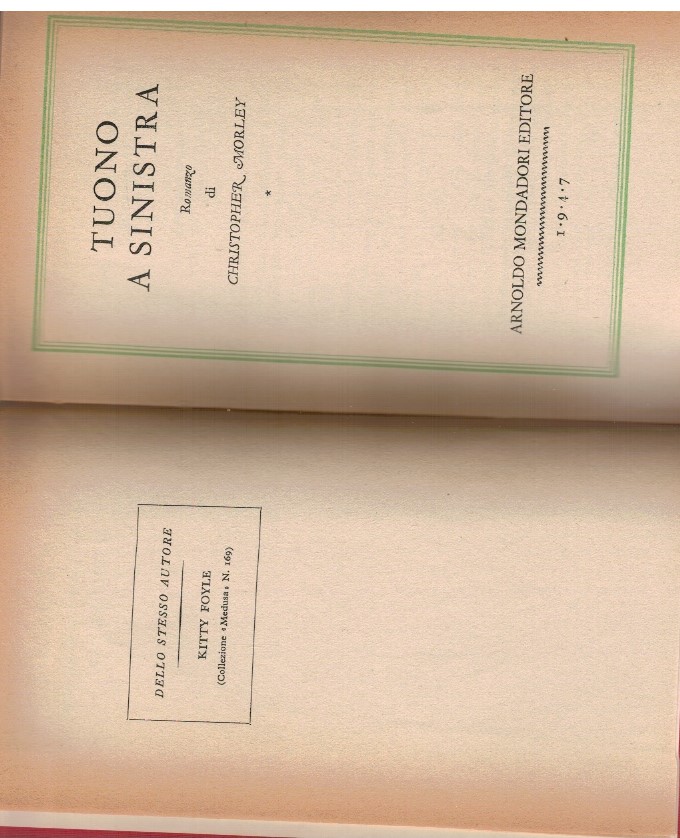 DELLO STESSO AUTORE
KITTY FOYLE
(Collezione «Medusa» N. 169)
TUONO
A SINISTRA
Romanzo
di
CHRISTOPHER MORLEY
*
ARNOLDO MONDADORI EDITORE
1·9·4·7